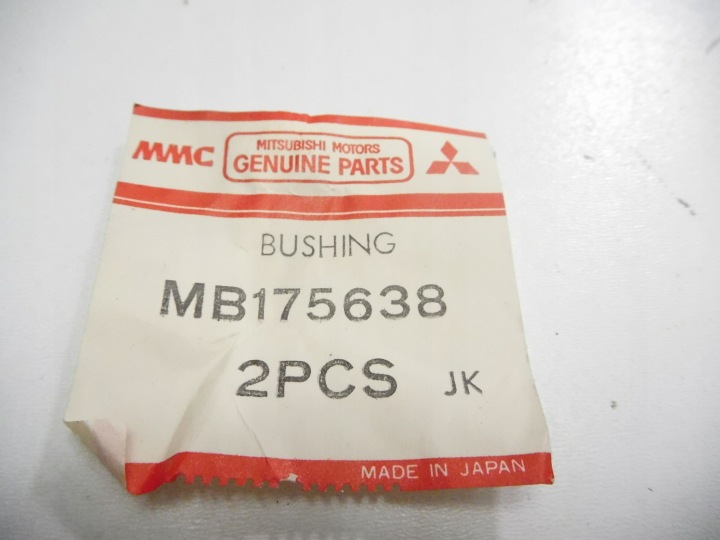 MMC
MITSUBISHI MOTORS
GENUINE PARTS
BUSHING
MB175638
2PCS JK
MADE IN JAPAN